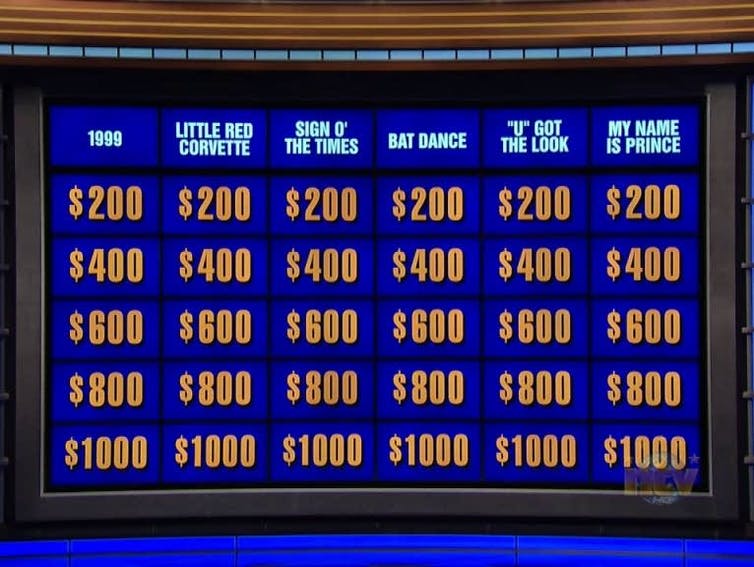 1999
LITTLE RED
CORVETTE
SIGN O'
THE TIMES
BAT DANCE
"U" GOT
THE LOOK
MY NAME
IS PRINCE
$200 $200 $200 $200 $200 $200
$400 $400 $400 $400 $400 $400
$600 $600 $600 $600 $600 $600
$800 $800 $800 $800 $800 $800
$1000 $1000 $1000 $1000 $1000 $1000